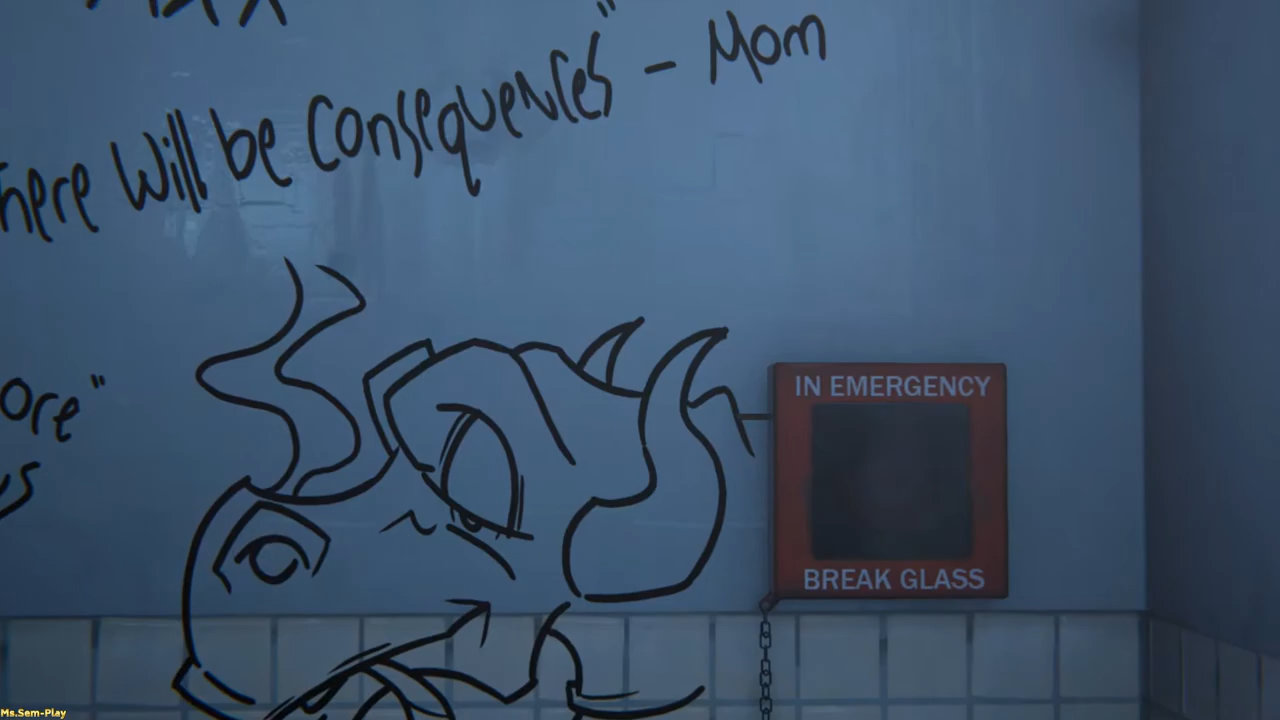 here Will be Consequences" - Mom
ore"
IN EMERGENCY
BREAK GLASS
Ms.Sem-Play